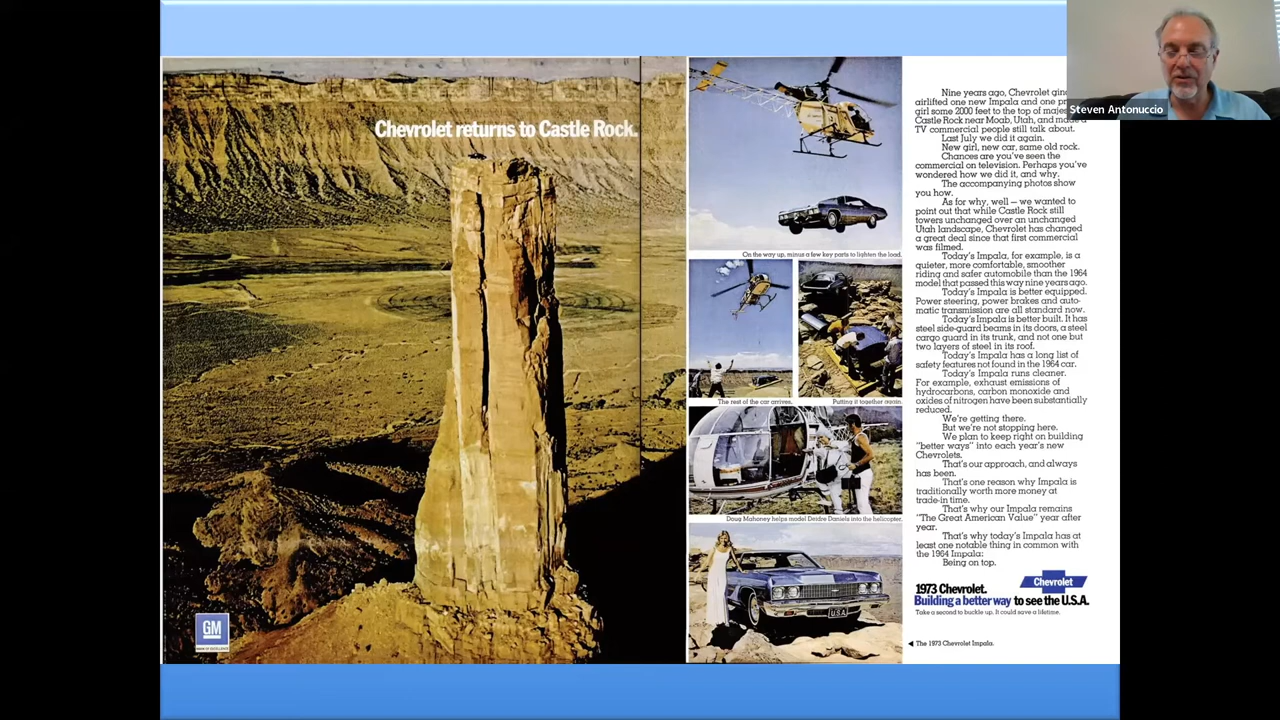 Steven Antonuccio
Chevrolet returns to Castle Rock.
GM
MARK OF EXCELLENCE
On the way up, minus a few key parts to lighten the load.
The rest of the car arrives.
Putting it together again.
Doug Mahoney helps model Deidre Daniels into the helicopter.
U.S.A.
Nine years ago, Chevrolet
airlifted one new Impala and one
girl some 2000 feet to the top of
Castle Rock near Moab, Utah, and made a
TV commercial people still talk about.
Last July we did it again.
New girl, new car, same old rock.
Chances are you've seen the
commercial on television. Perhaps you've
wondered how we did it, and why.
The accompanying photos show
you how.
As for why, well — we wanted to
point out that while Castle Rock still
towers unchanged over an unchanged
Utah landscape, Chevrolet has changed
a great deal since that first commercial
was filmed.
Today's Impala, for example, is a
quieter, more comfortable, smoother
riding and safer automobile than the 1964
model that passed this way nine years ago.
Today's Impala is better equipped.
Power steering, power brakes and auto-
matic transmission are all standard now.
Today's Impala is better built. It has
steel side-guard beams in its doors, a steel
cargo guard in its trunk, and not one but
two layers of steel in its roof.
Today's Impala has a long list of
safety features not found in the 1964 car.
Today's Impala runs cleaner.
For example, exhaust emissions of
hydrocarbons, carbon monoxide and
oxides of nitrogen have been substantially
reduced.
We're getting there.
But we're not stopping here.
We plan to keep right on building
"better ways" into each year's new
Chevrolets.
That's our approach, and always
has been.
That's one reason why Impala is
traditionally worth more money at
trade-in time.
That's why our Impala remains
"The Great American Value" year after
year.
That's why today's Impala has at
least one notable thing in common with
the 1964 Impala:
Being on top.
Chevrolet
1973 Chevrolet.
Building a better way to see the U.S.A.
Take a second to buckle up. It could save a lifetime.
◀ The 1973 Chevrolet Impala.